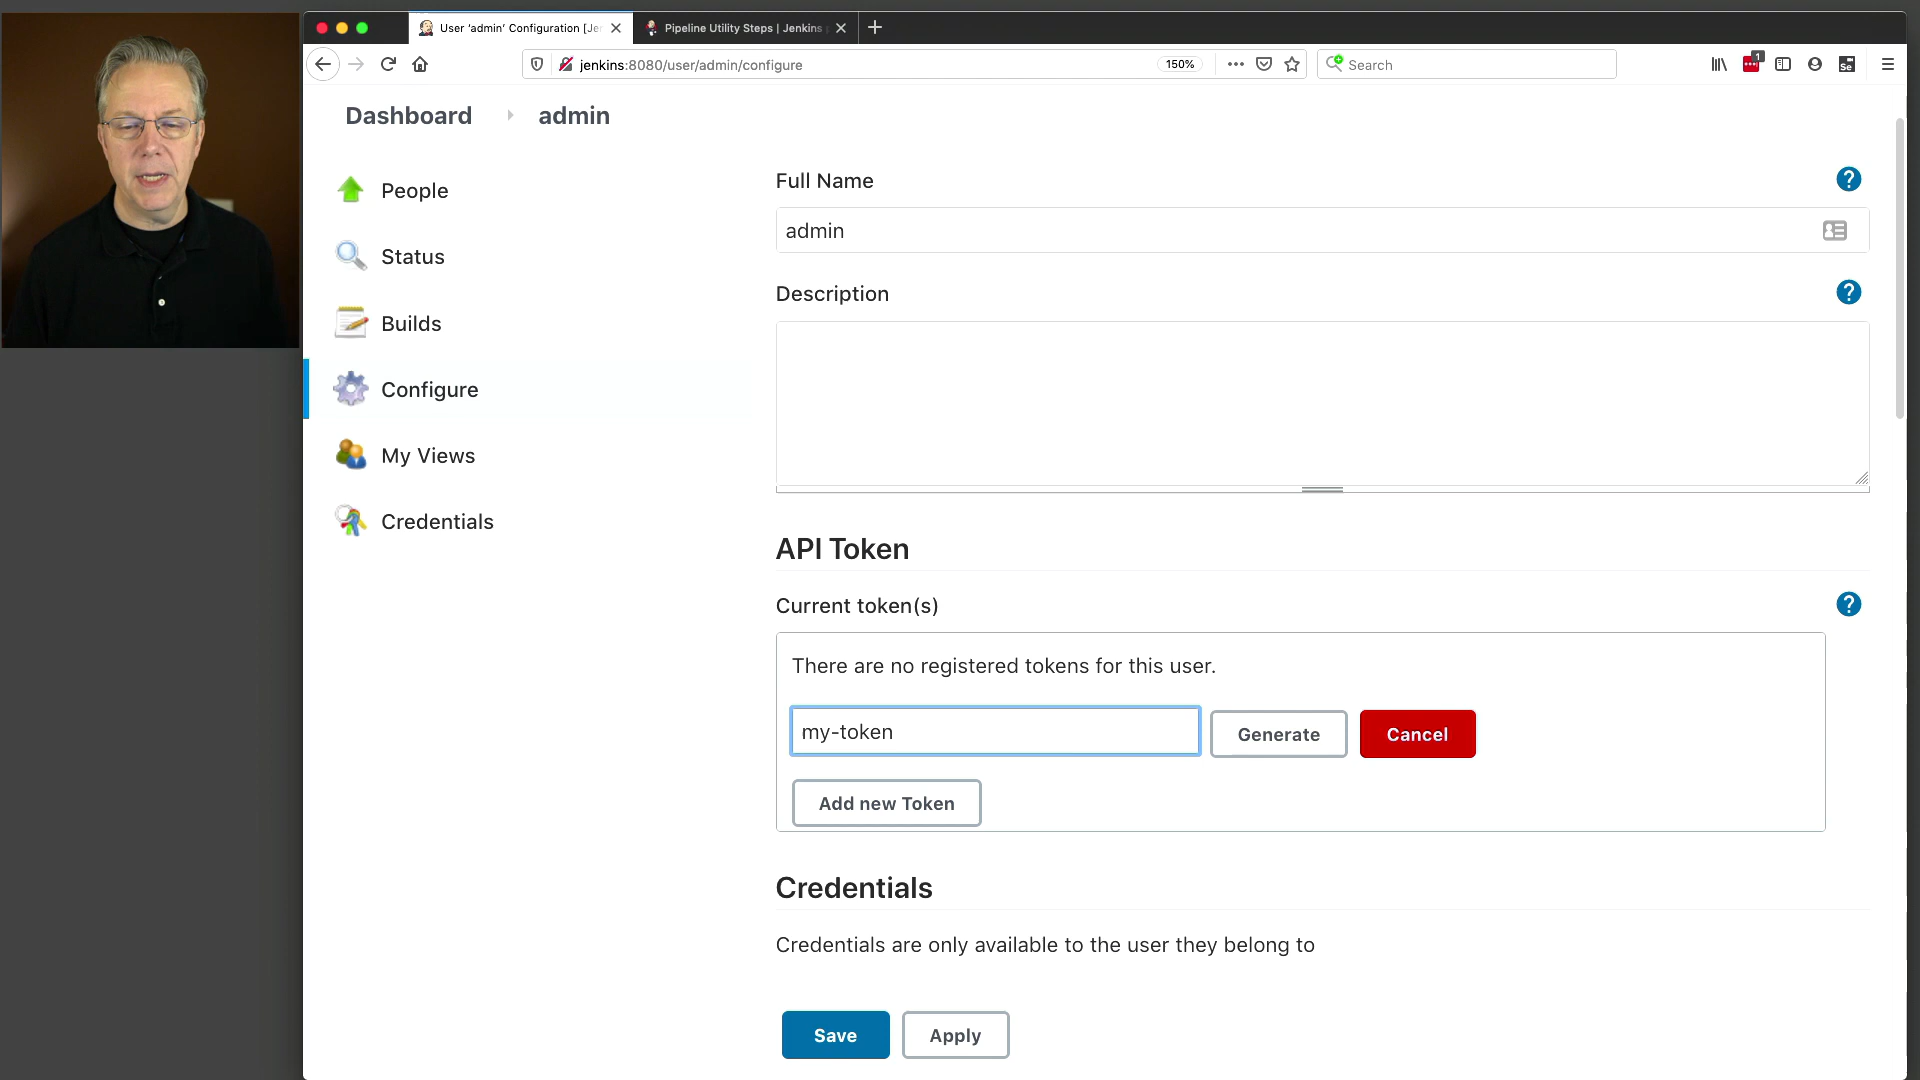 User ‘admin’ Configuration [Je
Pipeline Utility Steps | Jenkins
jenkins:8080/user/admin/configure
150%
Search
1
Se
Dashboard
admin
People
Status
Builds
Configure
My Views
Credentials
Full Name
?
admin
Description
?
API Token
Current token(s)
?
There are no registered tokens for this user.
my-token
Generate
Cancel
Add new Token
Credentials
Credentials are only available to the user they belong to
Save
Apply